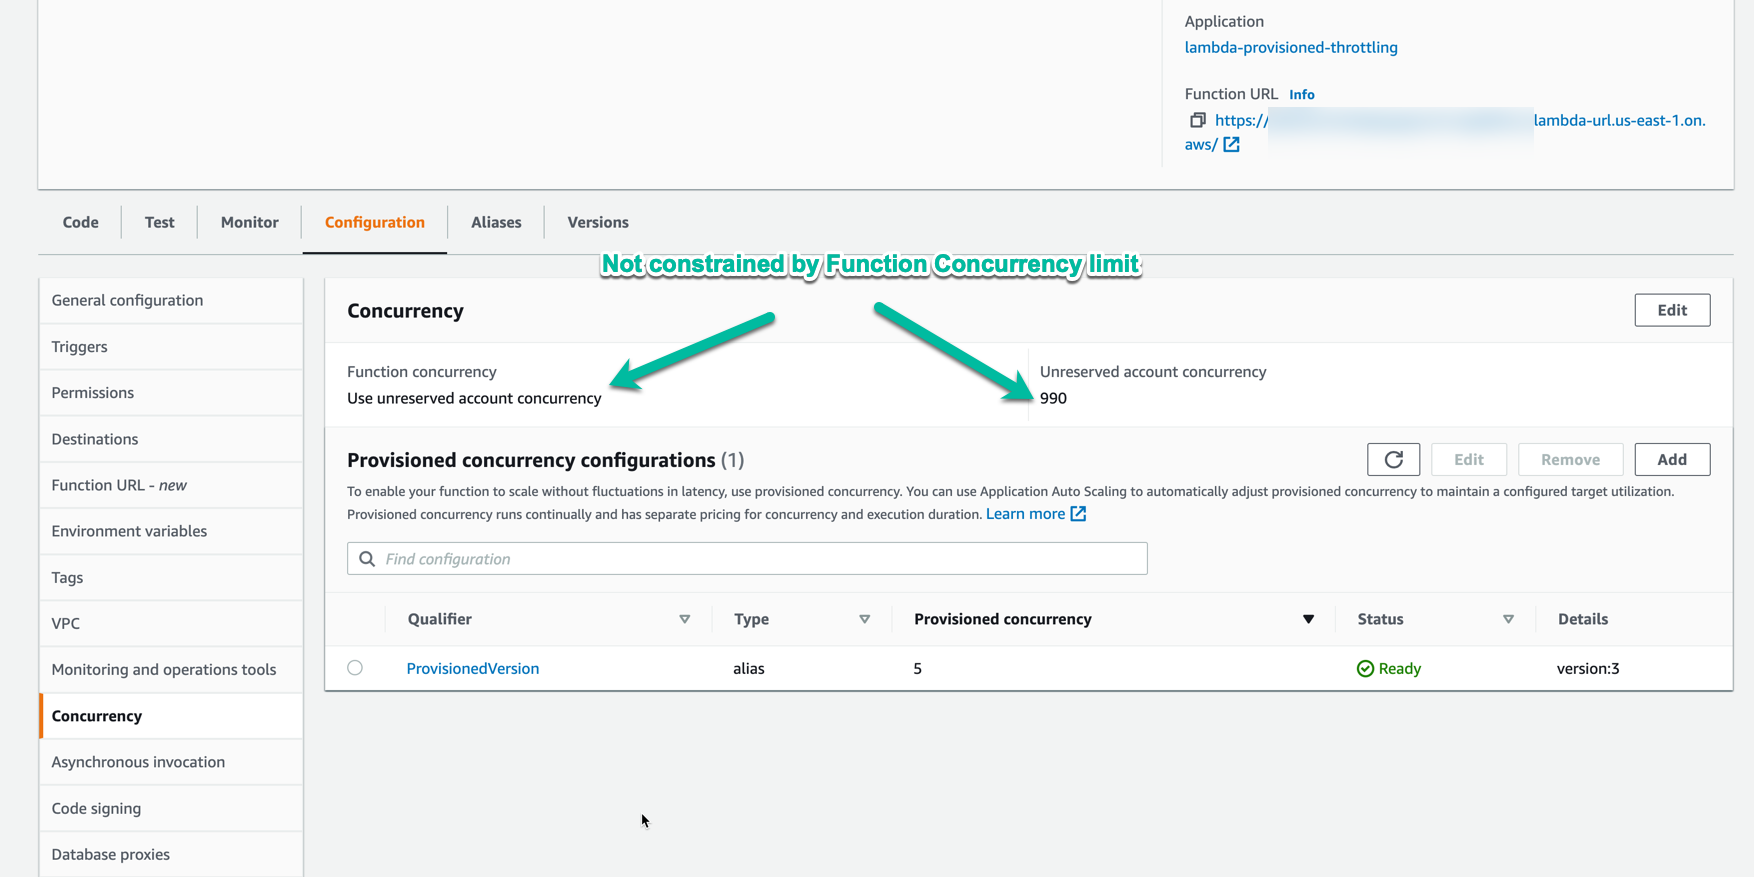 Application
lambda-provisioned-throttling
Function URL Info
https:// lambda-url.us-east-1.on.
aws/
Code Test Monitor Configuration Aliases Versions
Not constrained by Function Concurrency limit
General configuration
Triggers
Permissions
Destinations
Function URL - new
Environment variables
Tags
VPC
Monitoring and operations tools
Concurrency
Asynchronous invocation
Code signing
Database proxies
Concurrency Edit
Function concurrency
Use unreserved account concurrency
Unreserved account concurrency
990
Provisioned concurrency configurations (1) Edit Remove Add
To enable your function to scale without fluctuations in latency, use provisioned concurrency. You can use Application Auto Scaling to automatically adjust provisioned concurrency to maintain a configured target utilization.
Provisioned concurrency runs continually and has separate pricing for concurrency and execution duration. Learn more
Find configuration
Qualifier Type Provisioned concurrency Status Details
ProvisionedVersion alias 5 Ready version:3